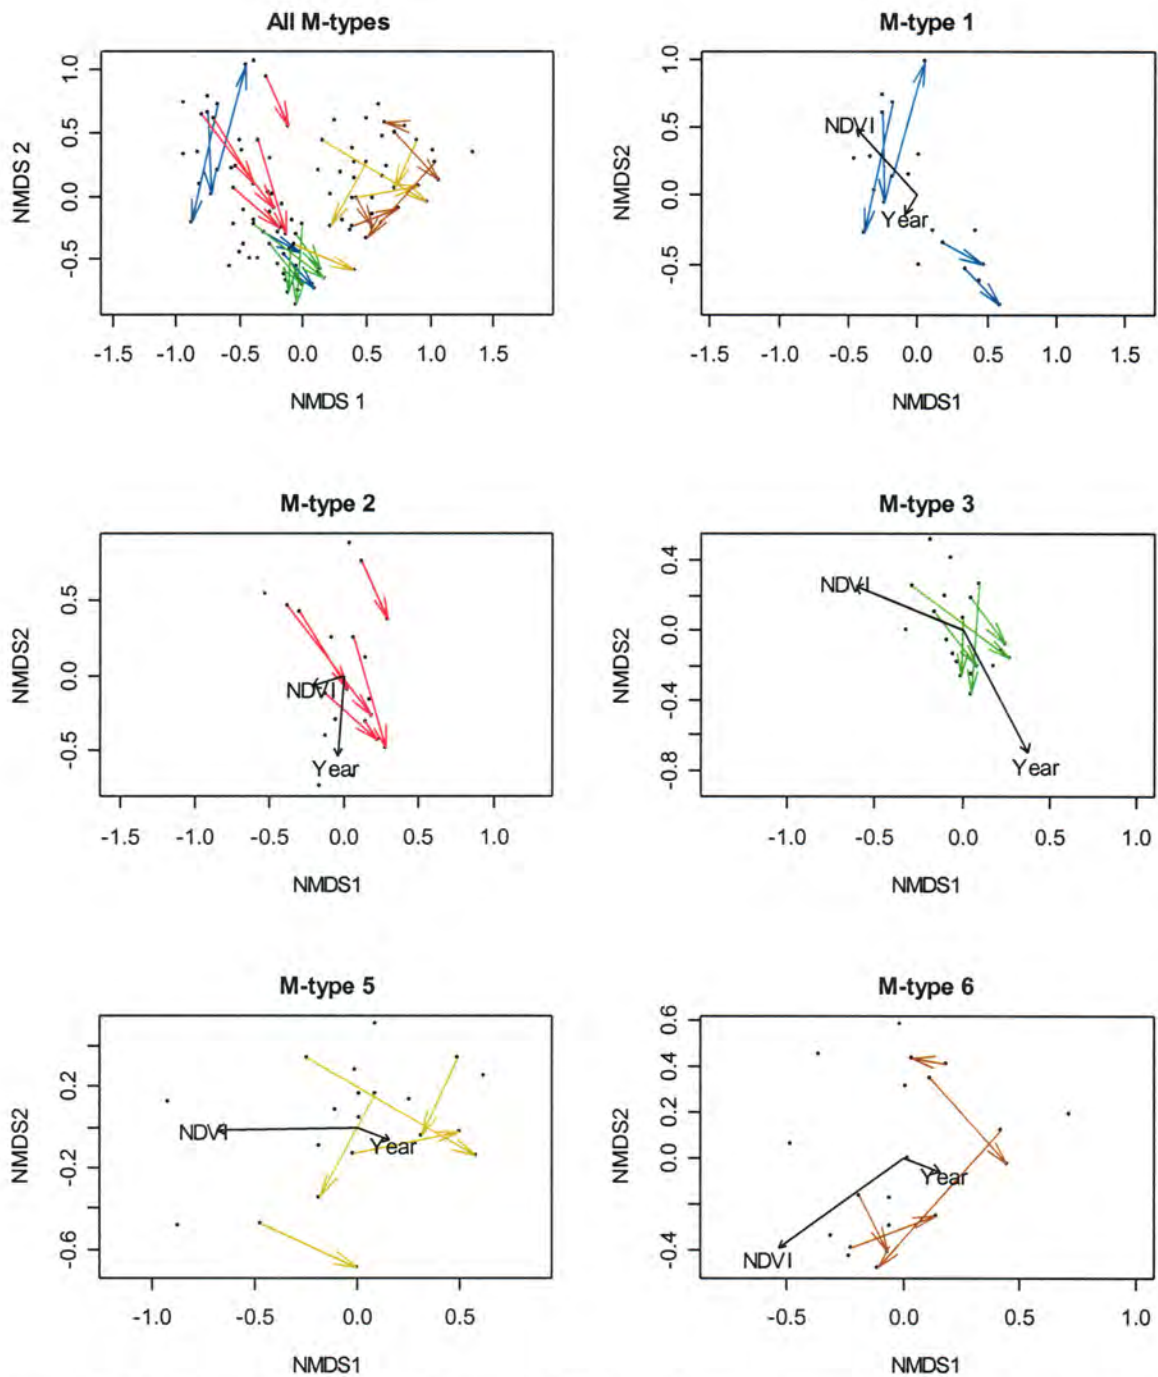 All M-types
NMDS 2
1.0
0.5
0.0
-0.5
-1.5 -1.0 -0.5 0.0 0.5 1.0 1.5
NMDS 1
M-type 1
NMDS2
1.0
0.5
0.0
-0.5
NDVI
Year
-1.5 -1.0 -0.5 0.0 0.5 1.0 1.5
NMDS1
M-type 2
NMDS2
0.5
0.0
-0.5
NDVI
Year
-1.5 -1.0 -0.5 0.0 0.5 1.0
NMDS1
M-type 3
NMDS2
0.4
0.0
-0.4
-0.8
NDVI
Year
-1.0 -0.5 0.0 0.5 1.0
NMDS1
M-type 5
NMDS2
0.2
-0.2
-0.6
NDVI
Year
-1.0 -0.5 0.0 0.5
NMDS1
M-type 6
NMDS2
0.6
0.4
0.0
-0.4
NDVI
Year
-0.5 0.0 0.5 1.0
NMDS1